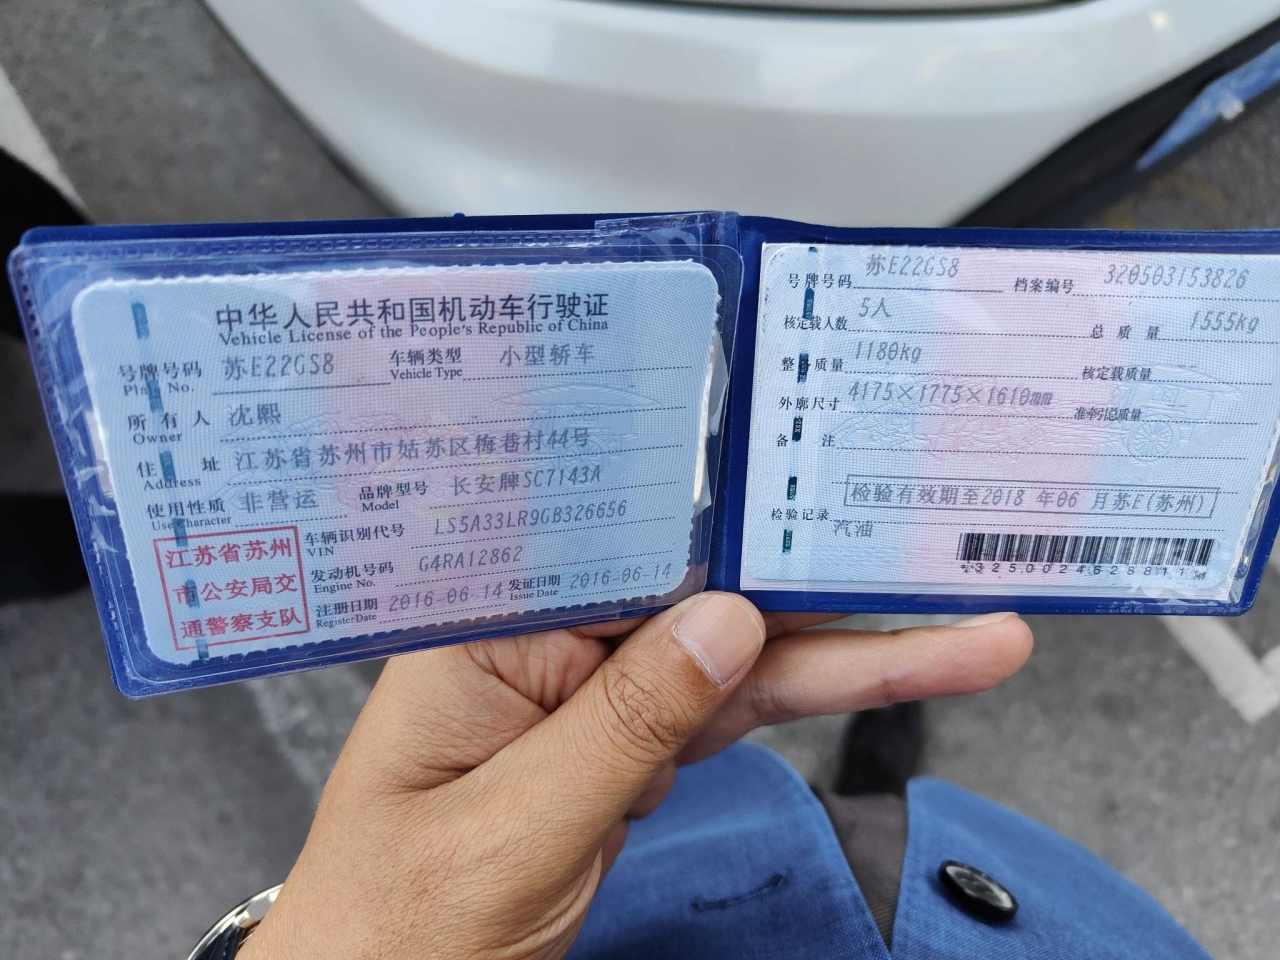 中华人民共和国机动车行驶证
Vehicle License of the People's Republic of China
号牌号码 苏E22GS8 车辆类型 小型轿车
Plate No. Vehicle Type
所有人 沈熙
Owner
住址 江苏省苏州市姑苏区梅巷村44号
Address
使用性质 非营运 品牌型号 长安牌SC7143A
Use Character Model
车辆识别代号 LS5A33LR9GB326656
VIN
发动机号码 G4RA12862
Engine No.
注册日期 2016-06-14 发证日期 2016-06-14
Register Date Issue Date
江苏省苏州
市公安局交
通警察支队
号牌号码 苏E22GS8 档案编号 320503153826
核定载人数 5人 总质量 1555kg
整备质量 1180kg 核定载质量
外廓尺寸 4175×1775×1610mm 准牵引总质量
备注
检验有效期至2018年06月苏E(苏州)
检验记录
汽油